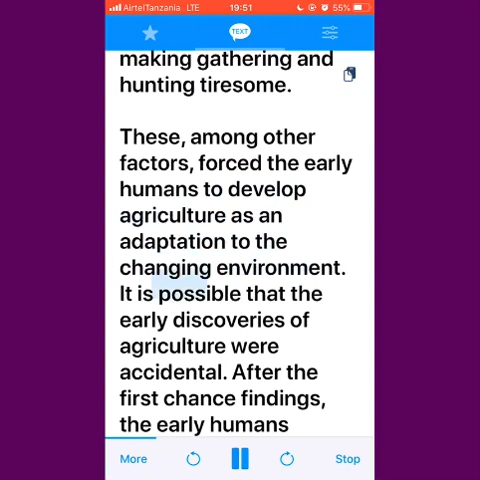 AirtelTanzania LTE 19:51 55%
TEXT
making gathering and
hunting tiresome.
These, among other
factors, forced the early
humans to develop
agriculture as an
adaptation to the
changing environment.
It is possible that the
early discoveries of
agriculture were
accidental. After the
first chance findings,
the early humans
More Stop